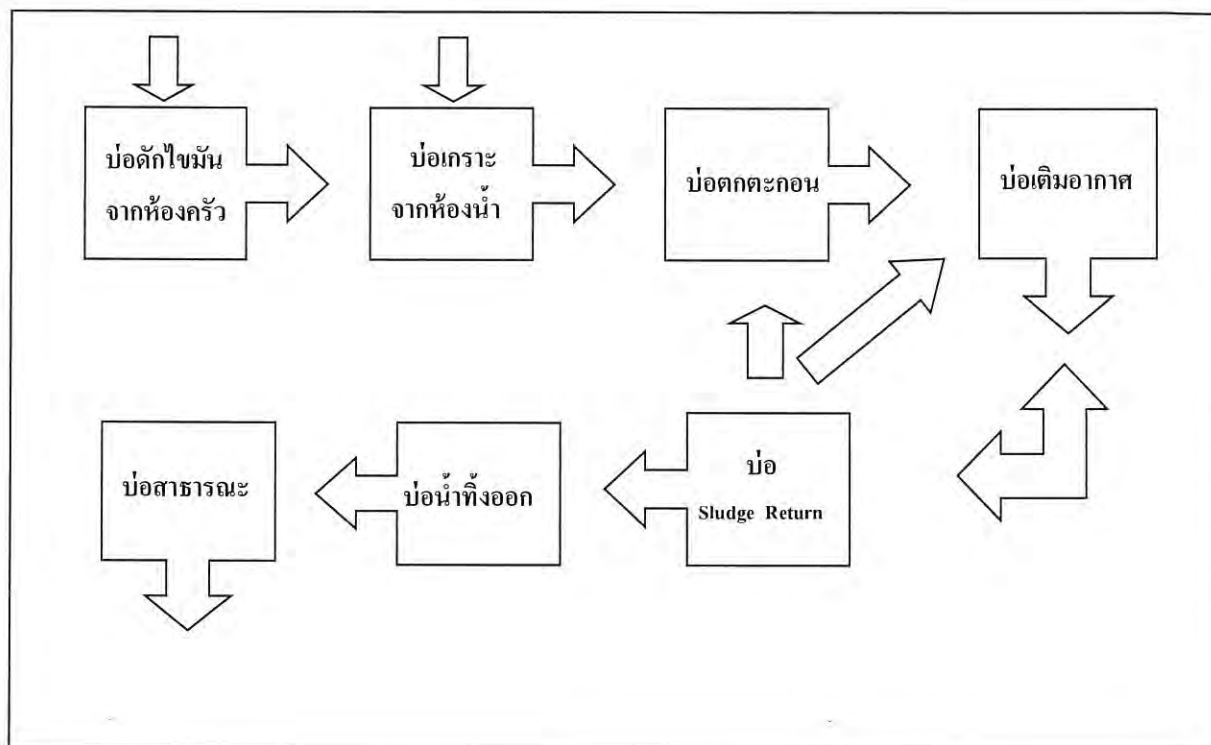 บ่อดักไขมัน
จากห้องครัว
บ่อเกราะ
จากห้องน้ำ
บ่อตกตะกอน
บ่อเติมอากาศ
บ่อสาธารณะ
บ่อน้ำทิ้งออก
บ่อ
Sludge Return